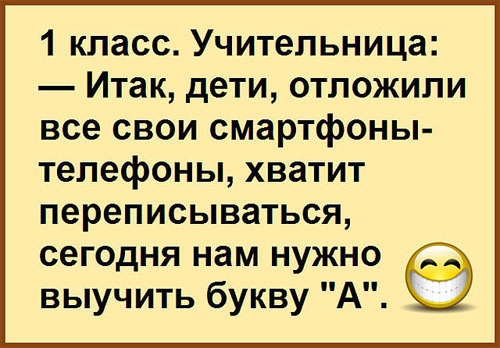 1 класс. Учительница:
— Итак, дети, отложили
все свои смартфоны-
телефоны, хватит
переписываться,
сегодня нам нужно
выучить букву "А".